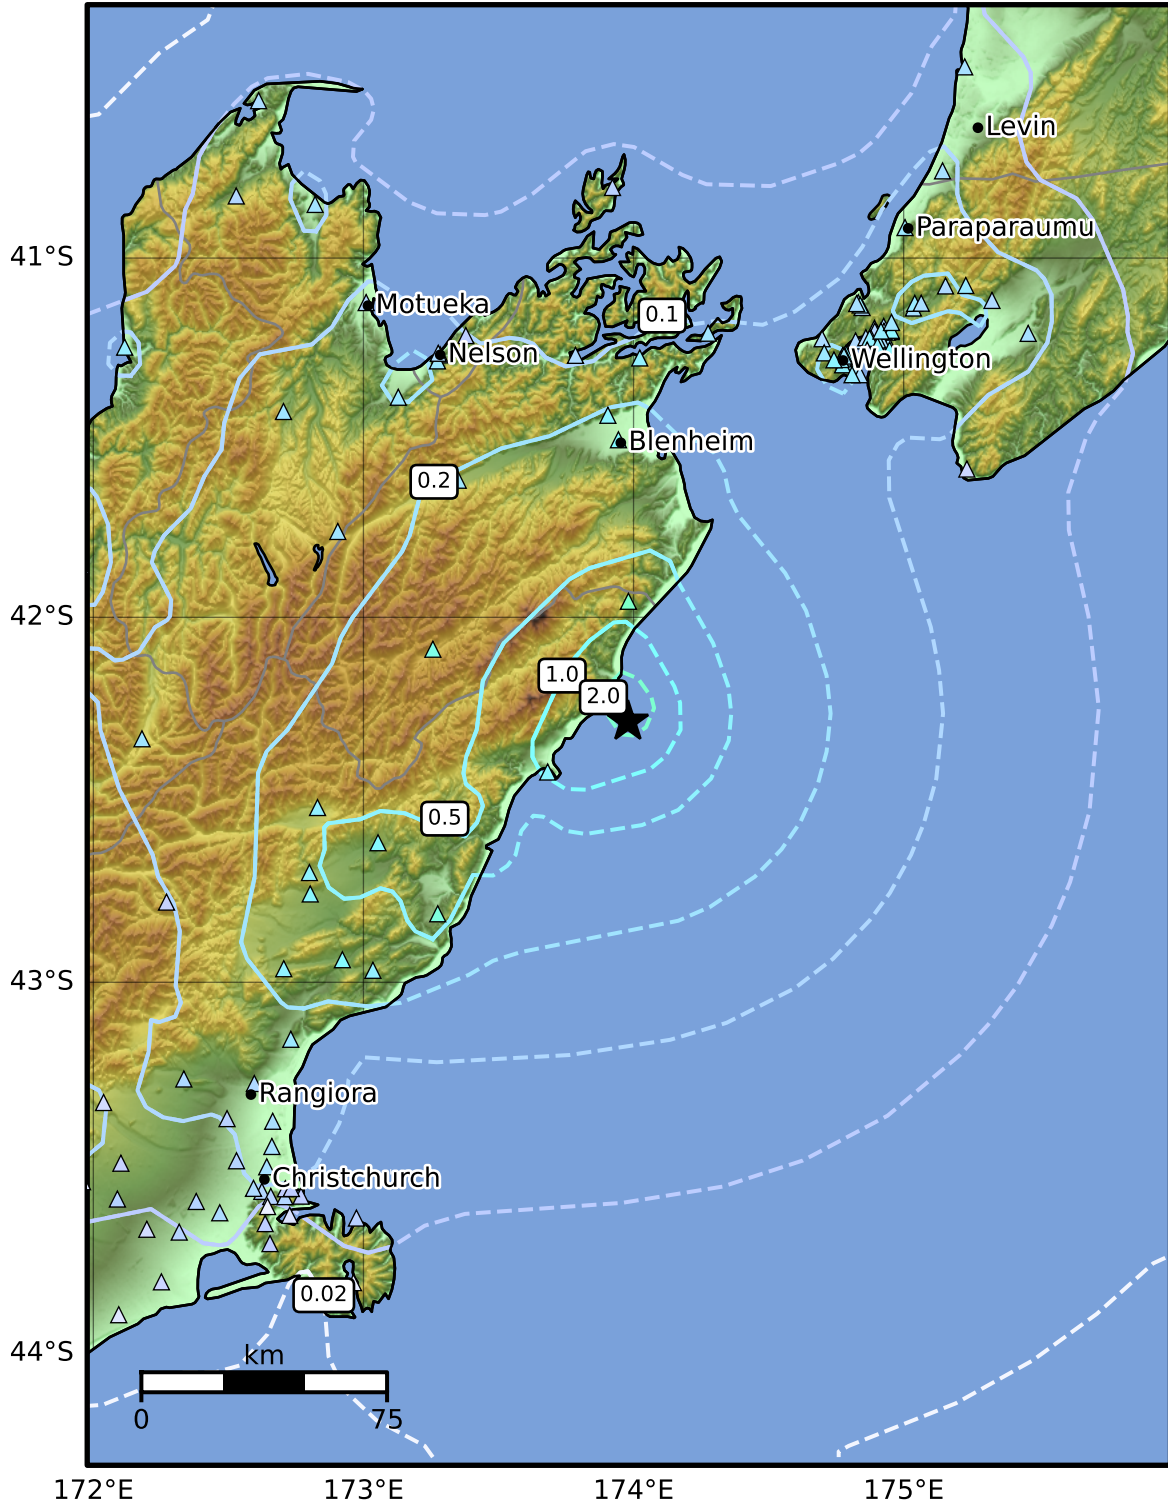 Levin
Paraparaumu
41°S
Motueka
0.1
Nelson
Wellington
Blenheim
0.2
42°S
1.0
2.0
0.5
43°S
Rangiora
Christchurch
0.02
44°S
km
0 75
172°E 173°E 174°E 175°E